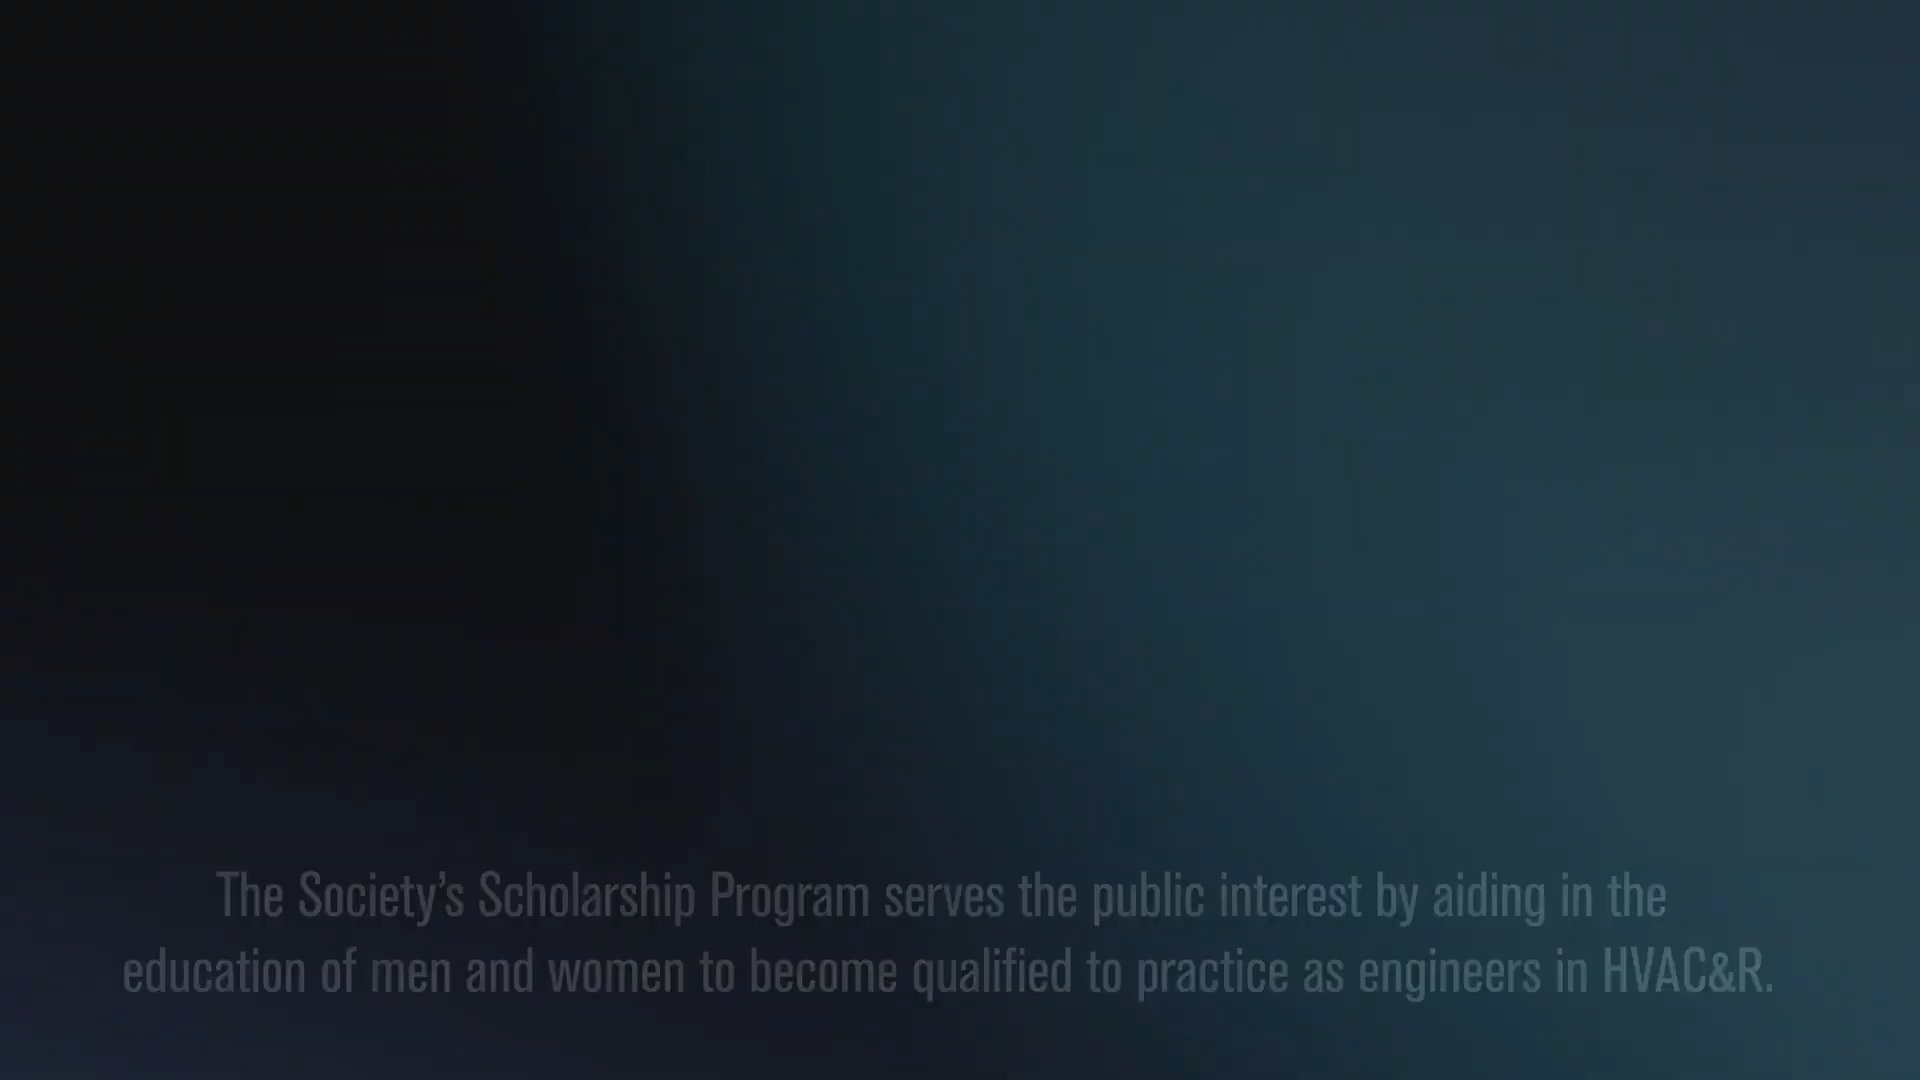 The Society’s Scholarship Program serves the public interest by aiding in the
education of men and women to become qualified to practice as engineers in HVAC&R.